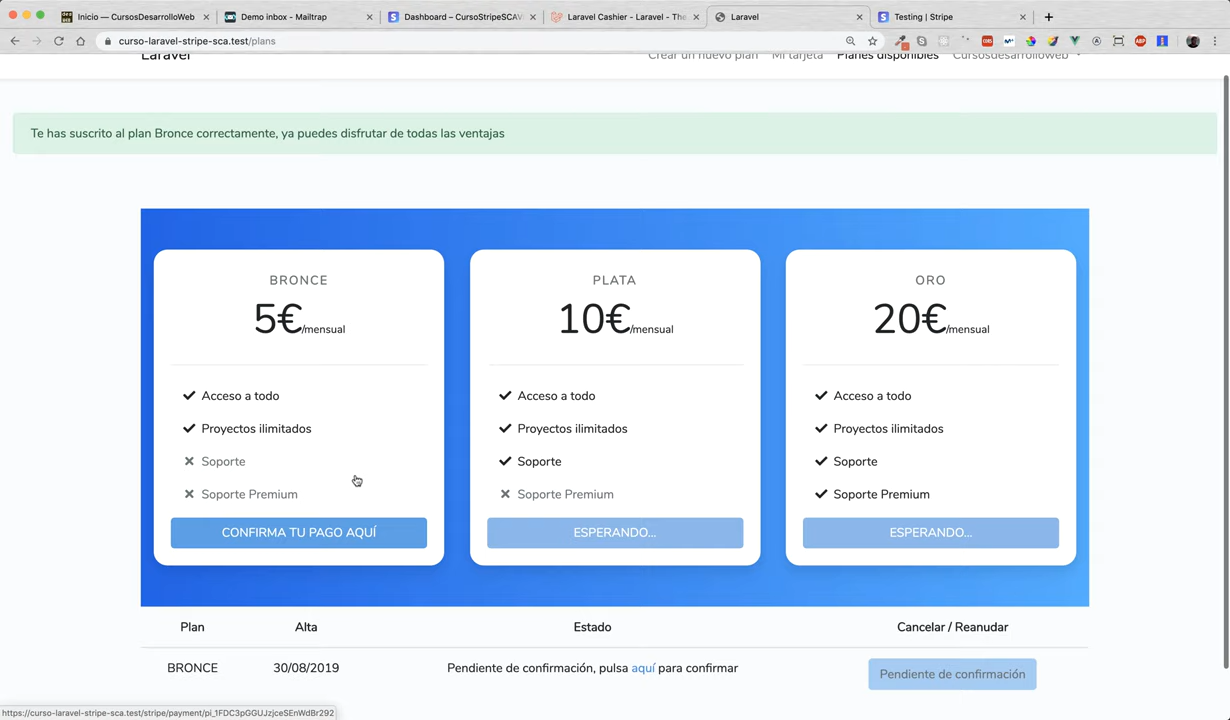 Inicio — CursosDesarrolloWeb
Demo inbox - Mailtrap
Dashboard – CursoStripeSCAW
Laravel Cashier - Laravel - The
Laravel
Testing | Stripe
curso-laravel-stripe-sca.test/plans
Laravel
Crear un nuevo plan
Mi tarjeta
Planes disponibles
Cursosdesarrolloweb
Te has suscrito al plan Bronce correctamente, ya puedes disfrutar de todas las ventajas
BRONCE
5€/mensual
Acceso a todo
Proyectos ilimitados
Soporte
Soporte Premium
CONFIRMA TU PAGO AQUÍ
PLATA
10€/mensual
Acceso a todo
Proyectos ilimitados
Soporte
Soporte Premium
ESPERANDO...
ORO
20€/mensual
Acceso a todo
Proyectos ilimitados
Soporte
Soporte Premium
ESPERANDO...
Plan Alta Estado Cancelar / Reanudar
BRONCE 30/08/2019 Pendiente de confirmación, pulsa aquí para confirmar Pendiente de confirmación
https://curso-laravel-stripe-sca.test/stripe/payment/pi_1FDC3pGGUJzjceSEnWdBr292